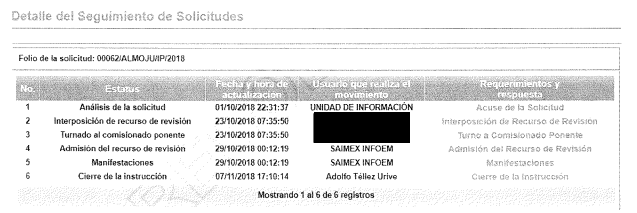 Detalle del Seguimiento de Solicitudes
Folio de la solicitud: 00062/ALMOJU/IP/2018
No. Estatus Fecha y hora de actualización Usuario que realiza el movimiento Requerimientos y respuesta
1 Análisis de la solicitud 01/10/2018 22:31:37 UNIDAD DE INFORMACIÓN Acuse de la Solicitud
2 Interposición de recurso de revisión 23/10/2018 07:35:50 Interposición de Recurso de Revisión
3 Turnado al comisionado ponente 23/10/2018 07:35:50 Turno a Comisionado Ponente
4 Admisión del recurso de revisión 29/10/2018 00:12:19 SAIMEX INFOEM Admisión del Recurso de Revisión
5 Manifestaciones 29/10/2018 00:12:19 SAIMEX INFOEM Manifestaciones
6 Cierre de la instrucción 07/11/2018 17:10:14 Adolfo Téllez Urive Cierre de la Instrucción
Mostrando 1 al 6 de 6 registros